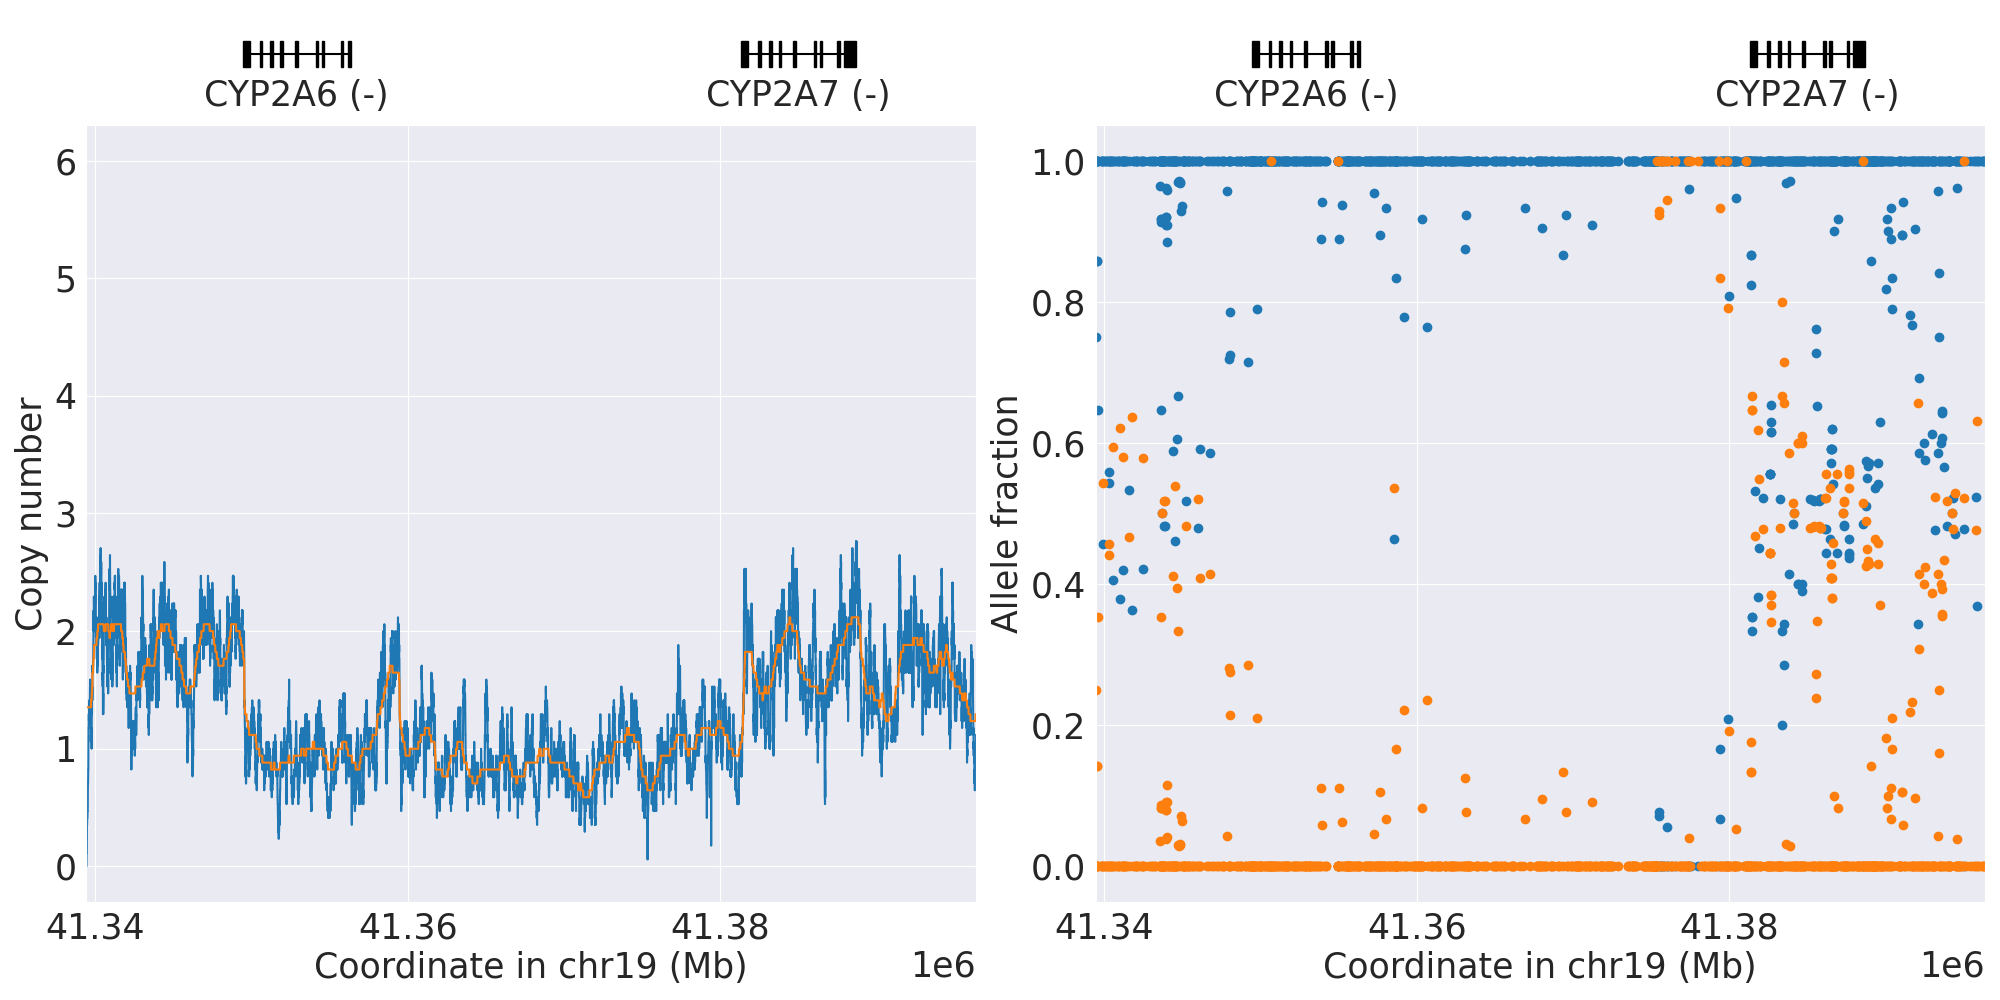 CYP2A6 (-)
CYP2A7 (-)
6
5
4
3
2
1
0
Copy number
41.34
41.36
41.38
Coordinate in chr19 (Mb)
1e6
CYP2A6 (-)
CYP2A7 (-)
1.0
0.8
0.6
0.4
0.2
0.0
Allele fraction
41.34
41.36
41.38
Coordinate in chr19 (Mb)
1e6